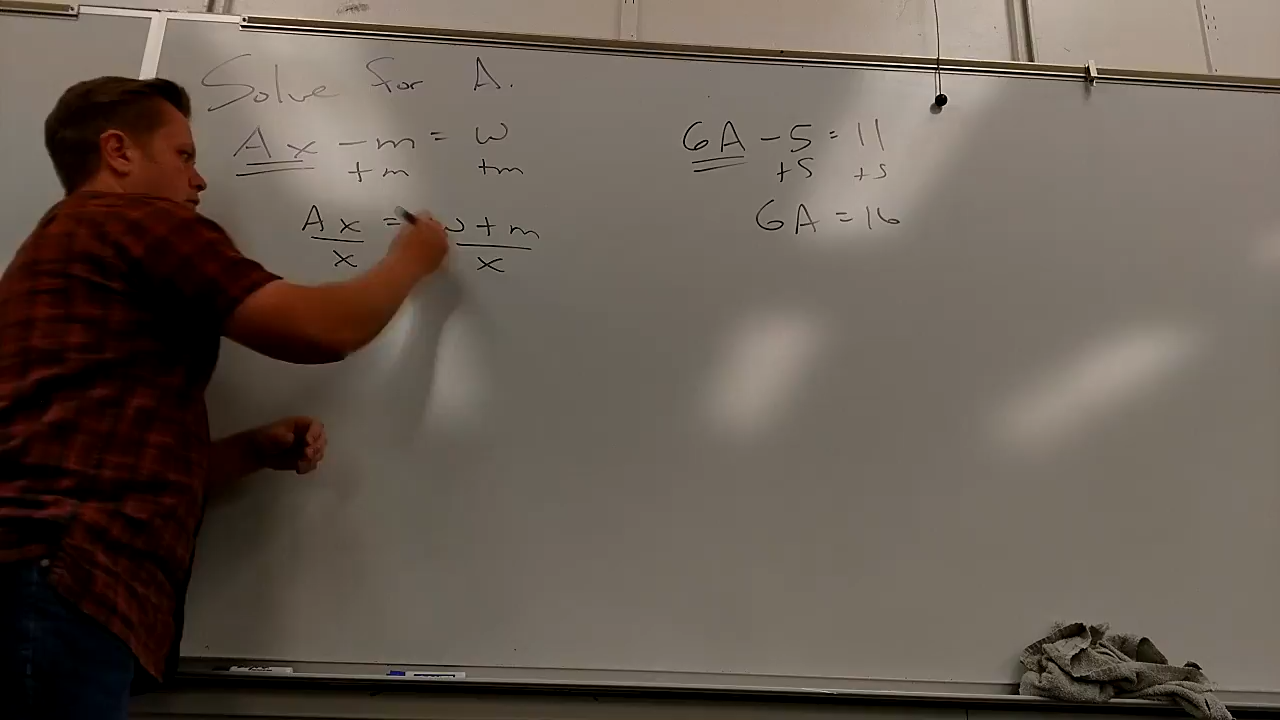 Solve for A.
Ax - m = w
+m +m
Ax = w + m
x x
6A - 5 = 11
+5 +5
6A = 16